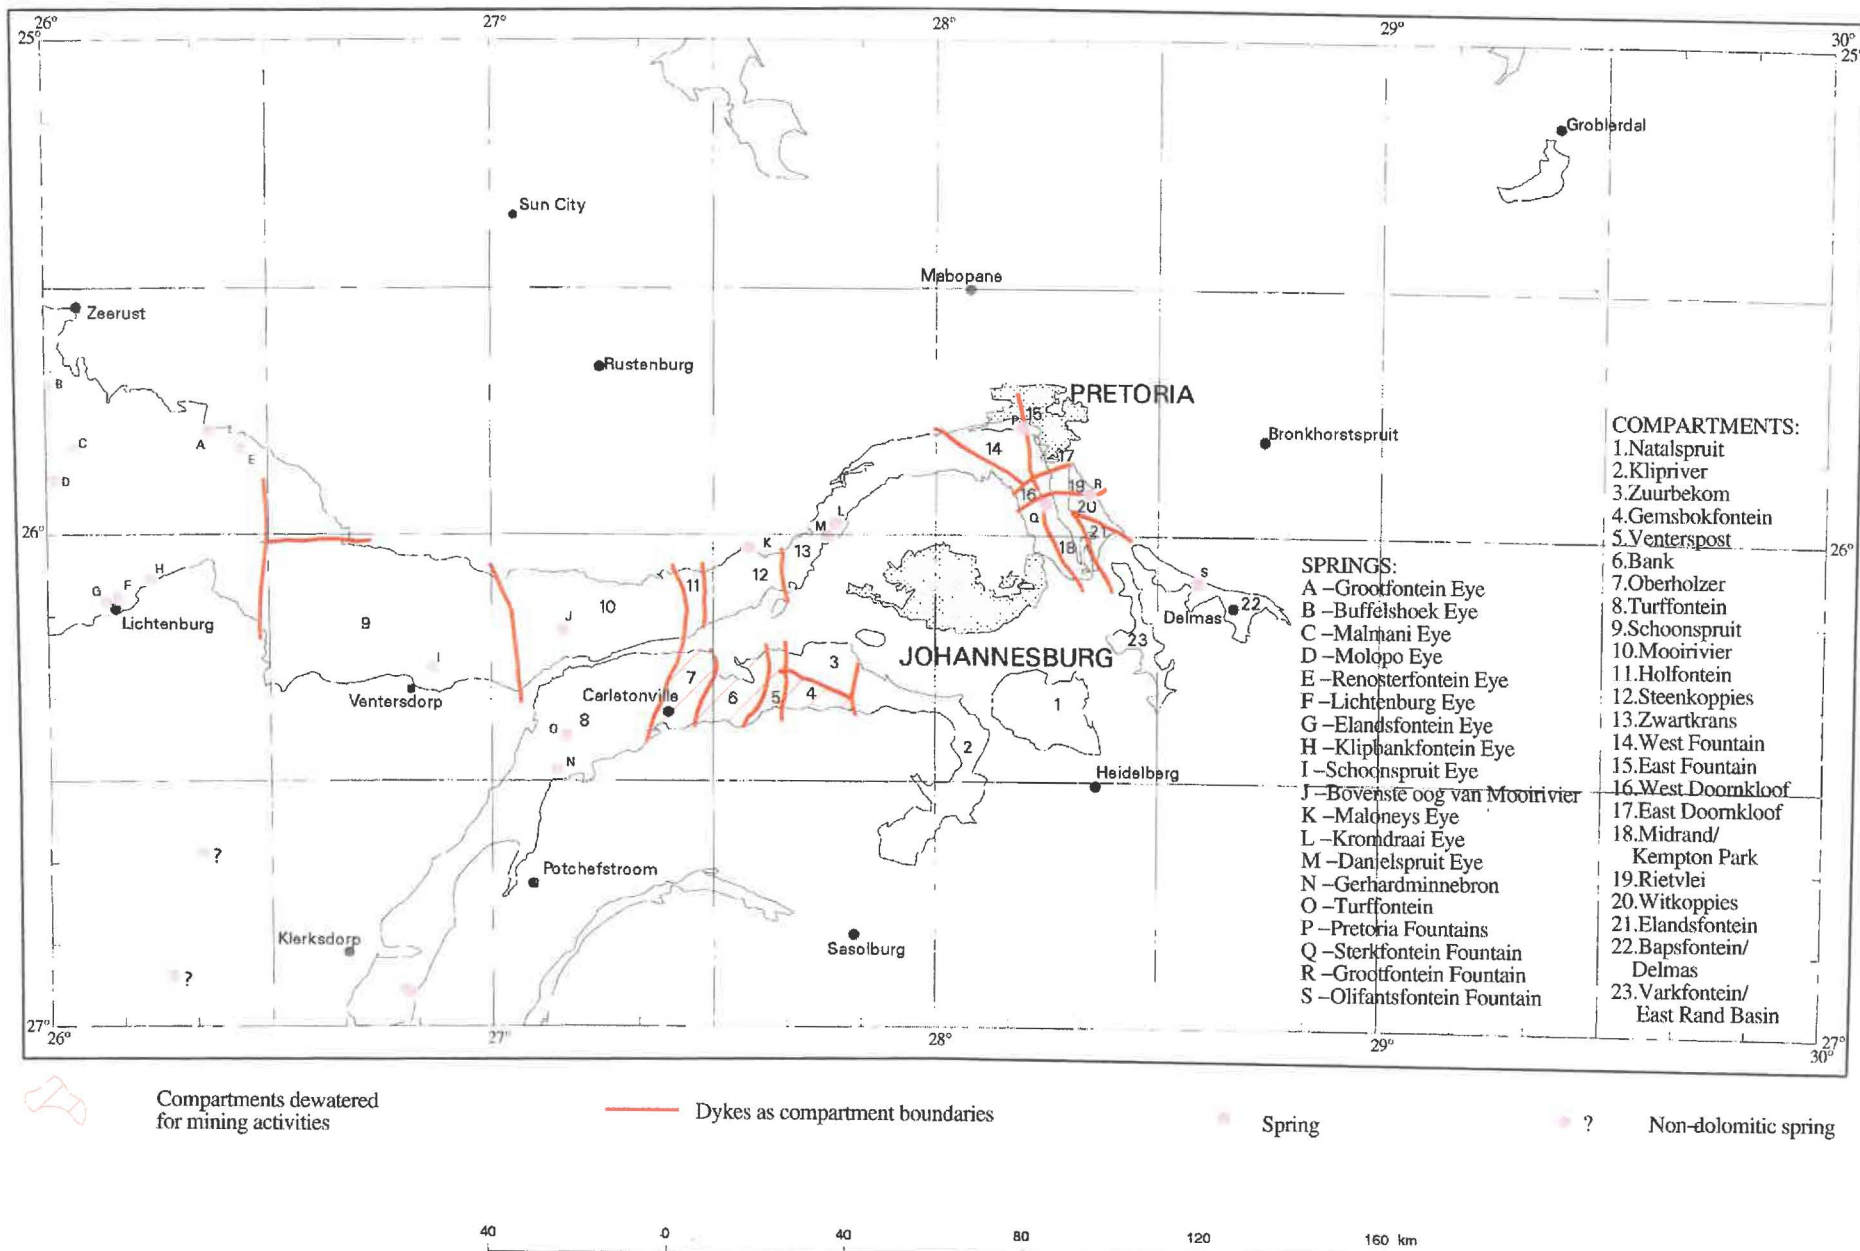 26°
27°
28°
29°
30°
25°
25°
Groblerdal
Sun City
Mabopane
Zeerust
Rustenburg
B
PRETORIA
15
P
Bronkhorstspruit
C
A
E
14
17
D
19
R
16
20
L
M
Q
21
26°
26°
K
13
18
H
12
S
G
F
11
10
22
Lichtenburg
9
J
Delmas
23
JOHANNESBURG
I
3
7
Ventersdorp
Carletonville
6
5
4
1
O
8
2
N
Heidelberg
?
Potchefstroom
Klerksdorp
Sasolburg
?
SPRINGS:
A –Grootfontein Eye
B –Buffelshoek Eye
C –Malmani Eye
D –Molopo Eye
E –Renosterfontein Eye
F –Lichtenburg Eye
G –Elandsfontein Eye
H –Klipbankfontein Eye
I –Schoonspruit Eye
J –Bovenste oog van Mooirivier
K –Maloneys Eye
L –Kromdraai Eye
M –Danielspruit Eye
N –Gerhardminnebron
O –Turffontein
P –Pretoria Fountains
Q –Sterkfontein Fountain
R –Grootfontein Fountain
S –Olifantsfontein Fountain
COMPARTMENTS:
1.Natalspruit
2.Klipriver
3.Zuurbekom
4.Gemsbokfontein
5.Venterspost
6.Bank
7.Oberholzer
8.Turffontein
9.Schoonspruit
10.Mooirivier
11.Holfontein
12.Steenkoppies
13.Zwartkrans
14.West Fountain
15.East Fountain
16.West Doornkloof
17.East Doornkloof
18.Midrand/
Kempton Park
19.Rietvlei
20.Witkoppies
21.Elandsfontein
22.Bapsfontein/
Delmas
23.Varkfontein/
East Rand Basin
27°
26°
27°
28°
29°
27°
30°
Compartments dewatered
for mining activities
Dykes as compartment boundaries
Spring
?
Non-dolomitic spring
40 0 40 80 120 160 km